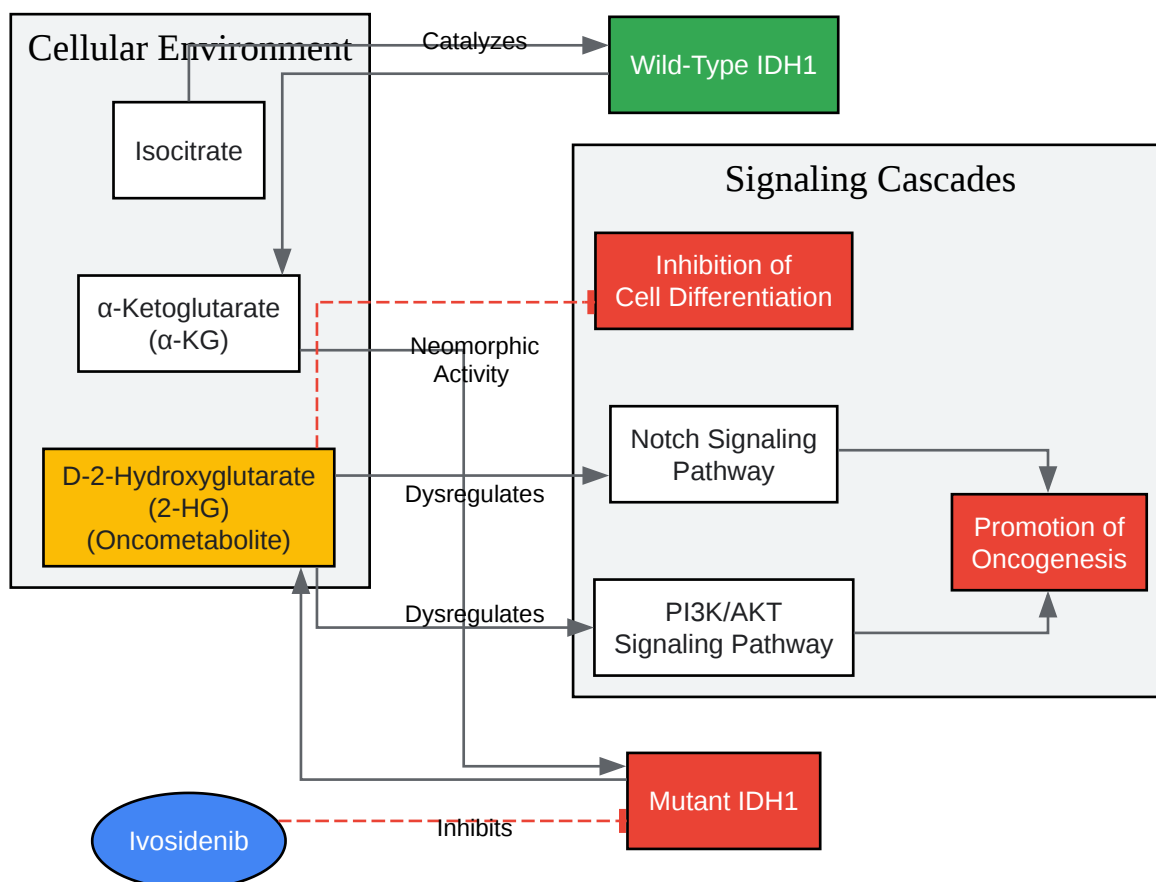 Cellular Environment
Catalyzes
Wild-Type IDH1
Isocitrate
Signaling Cascades
Inhibition of
Cell Differentiation
α-Ketoglutarate
(α-KG)
Neomorphic
Activity
Notch Signaling
Pathway
D-2-Hydroxyglutarate
(2-HG)
(Oncometabolite)
Dysregulates
Promotion of
Oncogenesis
Dysregulates
PI3K/AKT
Signaling Pathway
Mutant IDH1
Ivosidenib
Inhibits